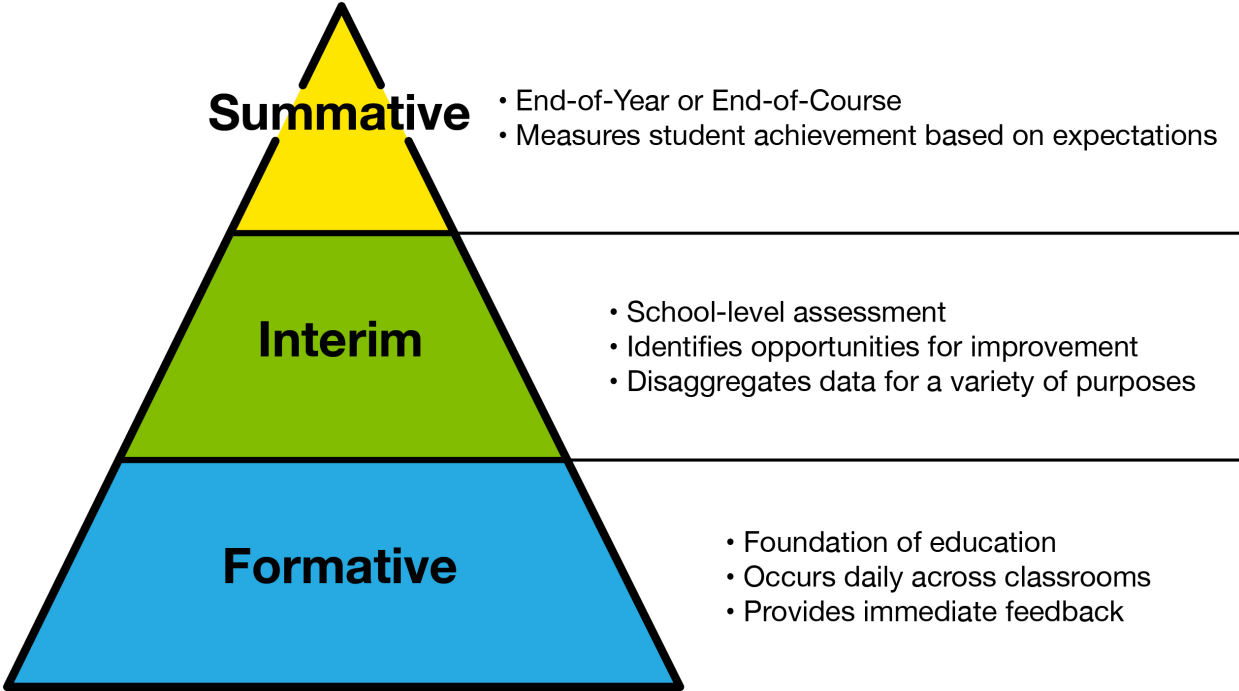 Summative
• End-of-Year or End-of-Course
• Measures student achievement based on expectations
Interim
• School-level assessment
• Identifies opportunities for improvement
• Disaggregates data for a variety of purposes
Formative
• Foundation of education
• Occurs daily across classrooms
• Provides immediate feedback